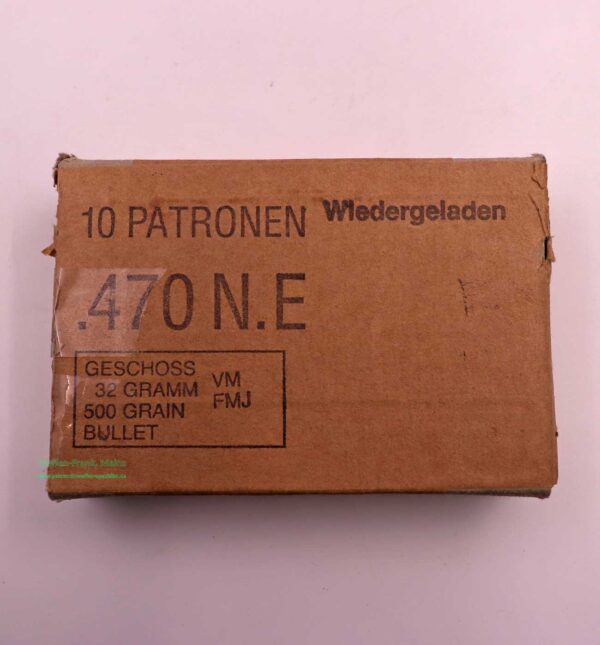 10 PATRONEN Wiedergeladen
.470 N.E
GESCHOSS
32 GRAMM VM
500 GRAIN FMJ
BULLET